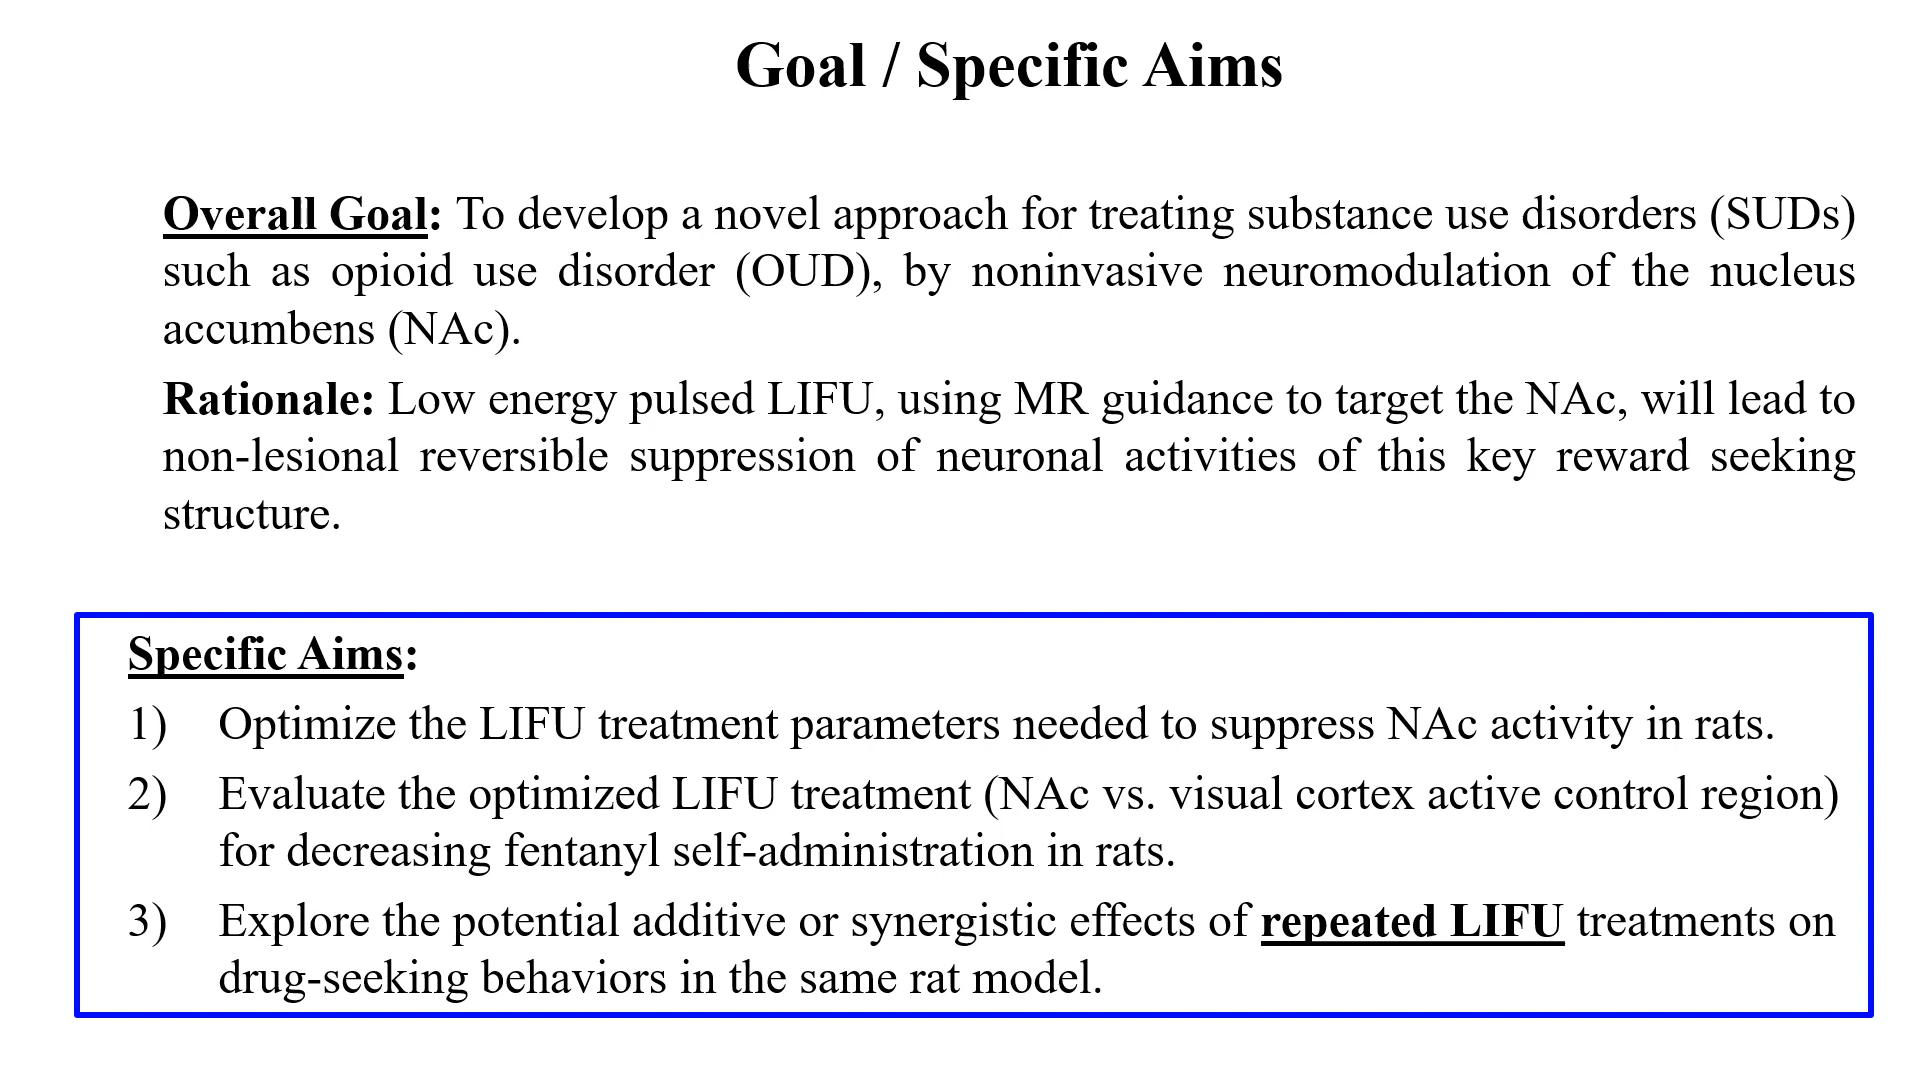 Goal / Specific Aims
Overall Goal: To develop a novel approach for treating substance use disorders (SUDs)
such as opioid use disorder (OUD), by noninvasive neuromodulation of the nucleus
accumbens (NAc).
Rationale: Low energy pulsed LIFU, using MR guidance to target the NAc, will lead to
non-lesional reversible suppression of neuronal activities of this key reward seeking
structure.
Specific Aims:
1) Optimize the LIFU treatment parameters needed to suppress NAc activity in rats.
2) Evaluate the optimized LIFU treatment (NAc vs. visual cortex active control region)
for decreasing fentanyl self-administration in rats.
3) Explore the potential additive or synergistic effects of repeated LIFU treatments on
drug-seeking behaviors in the same rat model.